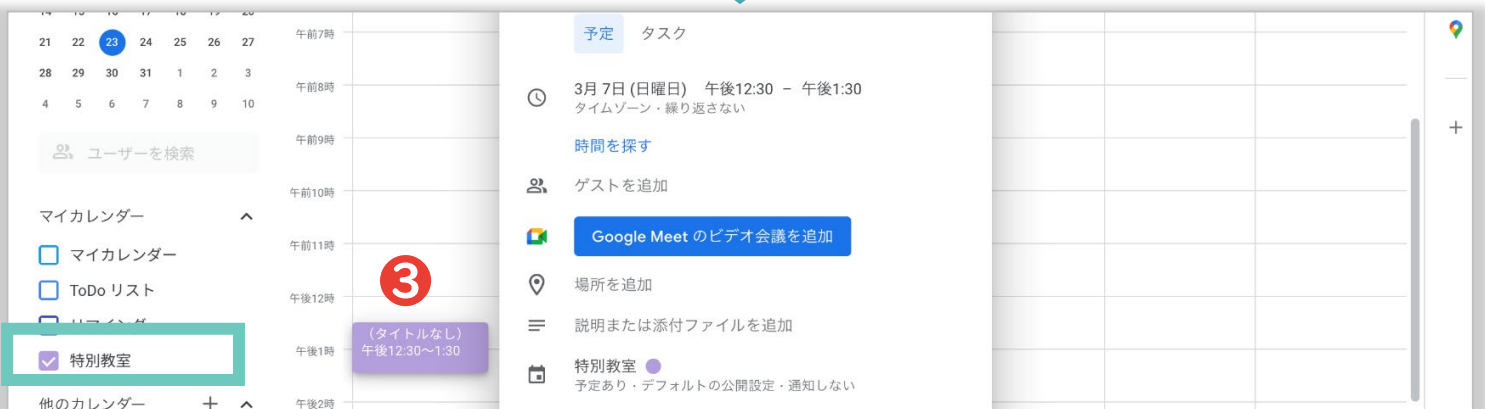 14 15 16 17 18 19 20
21 22 23 24 25 26 27
28 29 30 31 1 2 3
4 5 6 7 8 9 10
ユーザーを検索
マイカレンダー
マイカレンダー
ToDo リスト
リマインダー
特別教室
他のカレンダー
午前7時
午前8時
午前9時
午前10時
午前11時
午後12時
午後1時
午後2時
3
(タイトルなし)
午後12:30～1:30
予定 タスク
3月 7日 (日曜日) 午後12:30 – 午後1:30
タイムゾーン・繰り返さない
時間を探す
ゲストを追加
Google Meet のビデオ会議を追加
場所を追加
説明または添付ファイルを追加
特別教室
予定あり・デフォルトの公開設定・通知しない